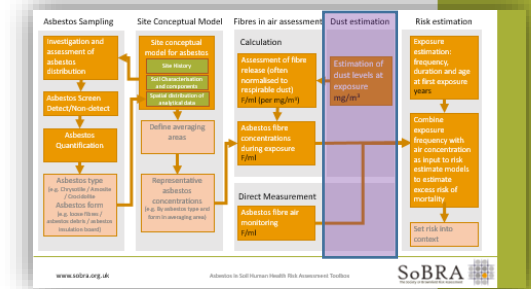 Asbestos Sampling
Site Conceptual Model
Fibres in air assessment
Dust estimation
Risk estimation
Investigation and
assessment of
asbestos
distribution
Asbestos Screen
Detect/Non-detect
Asbestos
Quantification
Asbestos type
(e.g. Chrysotile / Amosite
/ Crocidolite
Asbestos form
(e.g. loose fibres /
asbestos debris / asbestos
insulation board)
Site conceptual
model for asbestos
Site History
Soil Characterisation
and components
Spatial distribution of
analytical data
Define averaging
areas
Representative
asbestos
concentrations
(e.g. By asbestos type and
form in averaging area)
Calculation
Assessment of fibre
release (often
normalised to
respirable dust)
F/ml (per mg/m³)
Asbestos fibre
concentrations
during exposure
F/ml
Direct Measurement
Asbestos fibre air
monitoring
F/ml
Estimation of
dust levels at
exposure
mg/m³
Exposure
estimation:
frequency,
duration and age
at first exposure
years
Combine
exposure
frequency with
air concentration
as input to risk
estimate models
to estimate
excess risk of
mortality
Set risk into
context
www.sobra.org.uk
Asbestos in Soil Human Health Risk Assessment Toolbox
SoBRA